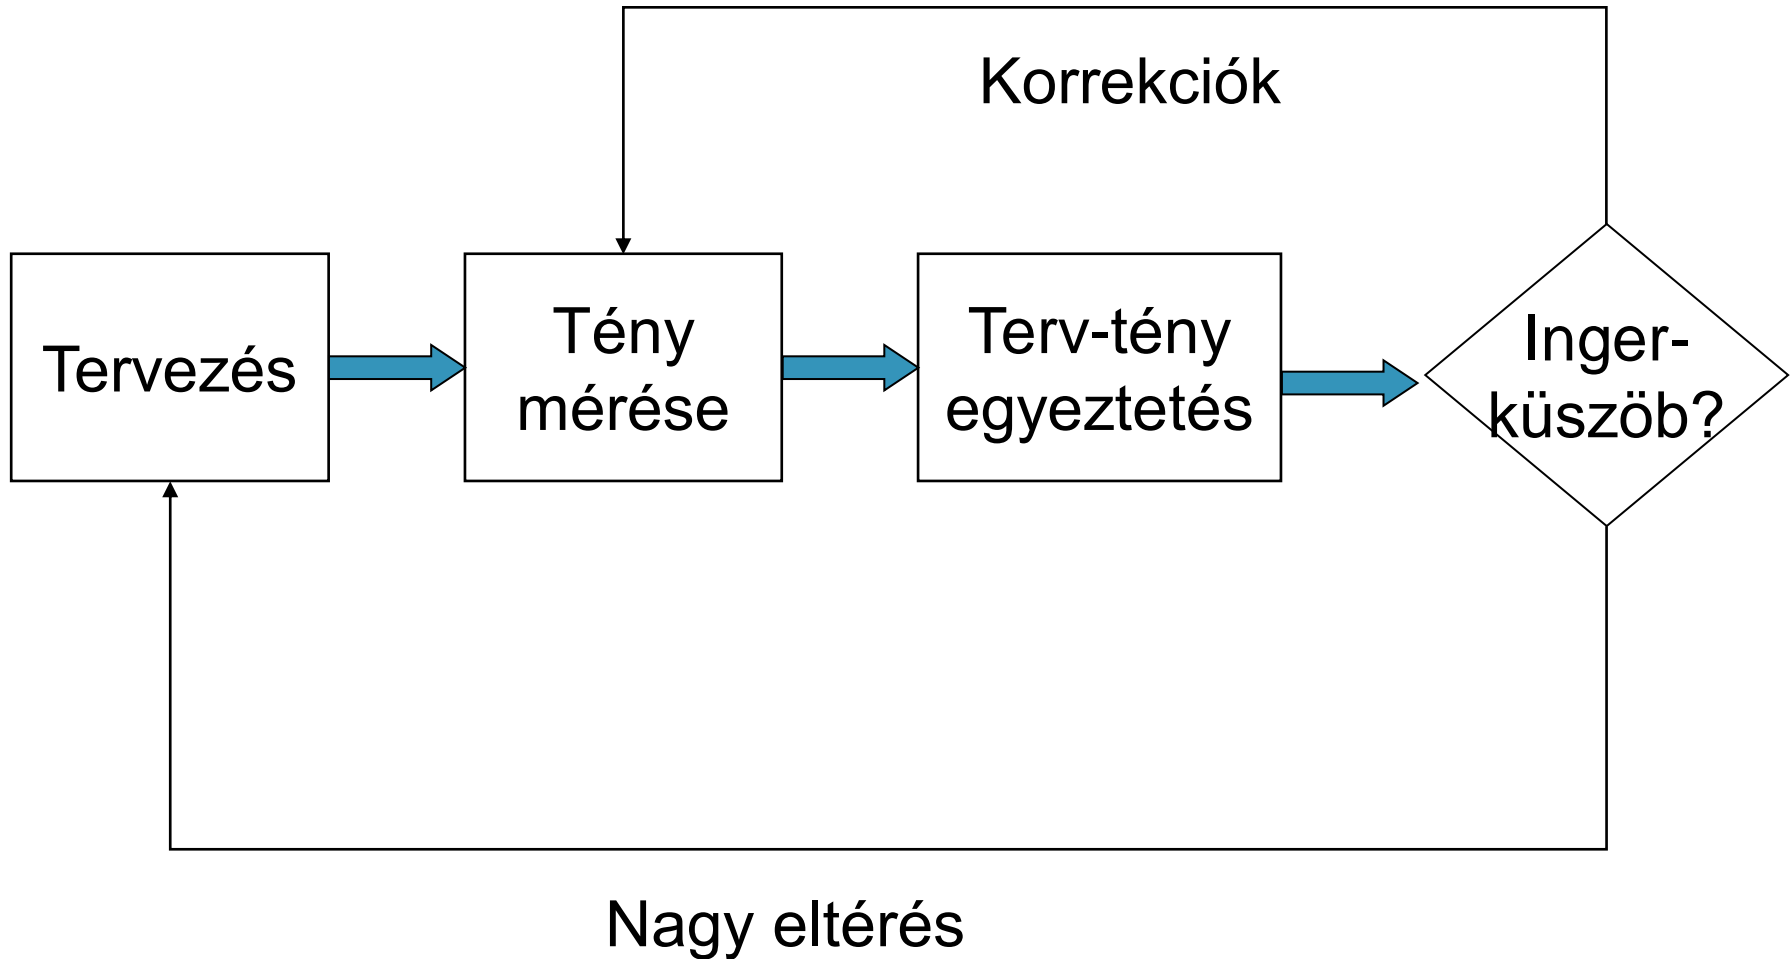 Korrekciók
Tervezés
Tény
mérése
Terv-tény
egyeztetés
Inger-
küszöb?
Nagy eltérés